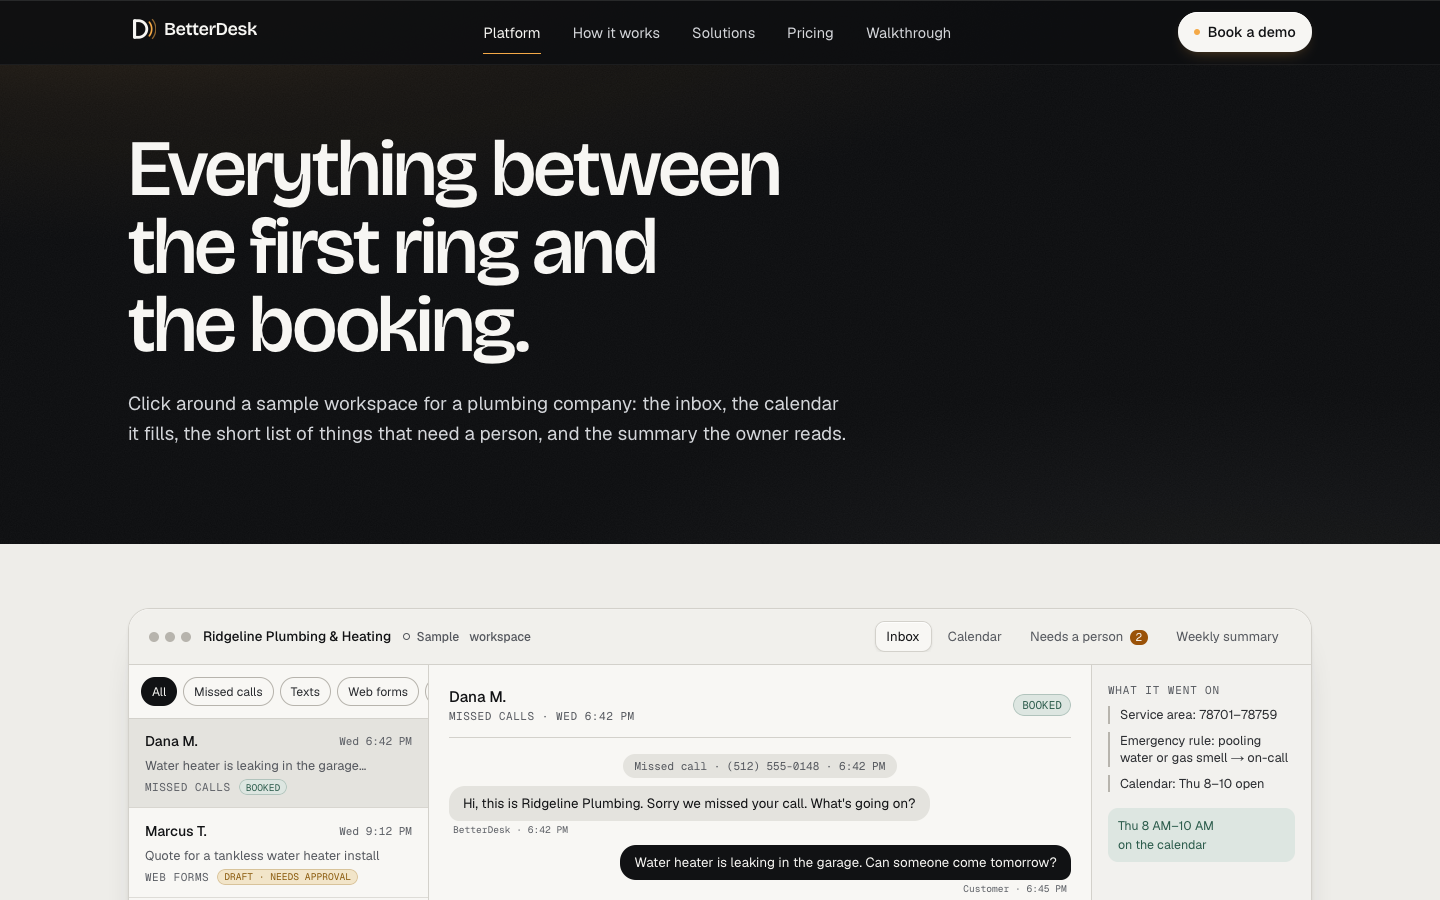 BetterDesk
Platform
How it works
Solutions
Pricing
Walkthrough
Book a demo
Everything between
the first ring and
the booking.
Click around a sample workspace for a plumbing company: the inbox, the calendar
it fills, the short list of things that need a person, and the summary the owner reads.
Ridgeline Plumbing & Heating
Sample workspace
Inbox
Calendar
Needs a person 2
Weekly summary
All
Missed calls
Texts
Web forms
Dana M.
Wed 6:42 PM
Water heater is leaking in the garage…
MISSED CALLS
BOOKED
Marcus T.
Wed 9:12 PM
Quote for a tankless water heater install
WEB FORMS
DRAFT · NEEDS APPROVAL
Dana M.
MISSED CALLS · WED 6:42 PM
BOOKED
Missed call · (512) 555-0148 · 6:42 PM
Hi, this is Ridgeline Plumbing. Sorry we missed your call. What's going on?
BetterDesk · 6:42 PM
Water heater is leaking in the garage. Can someone come tomorrow?
Customer · 6:45 PM
WHAT IT WENT ON
Service area: 78701–78759
Emergency rule: pooling
water or gas smell → on-call
Calendar: Thu 8–10 open
Thu 8 AM–10 AM
on the calendar